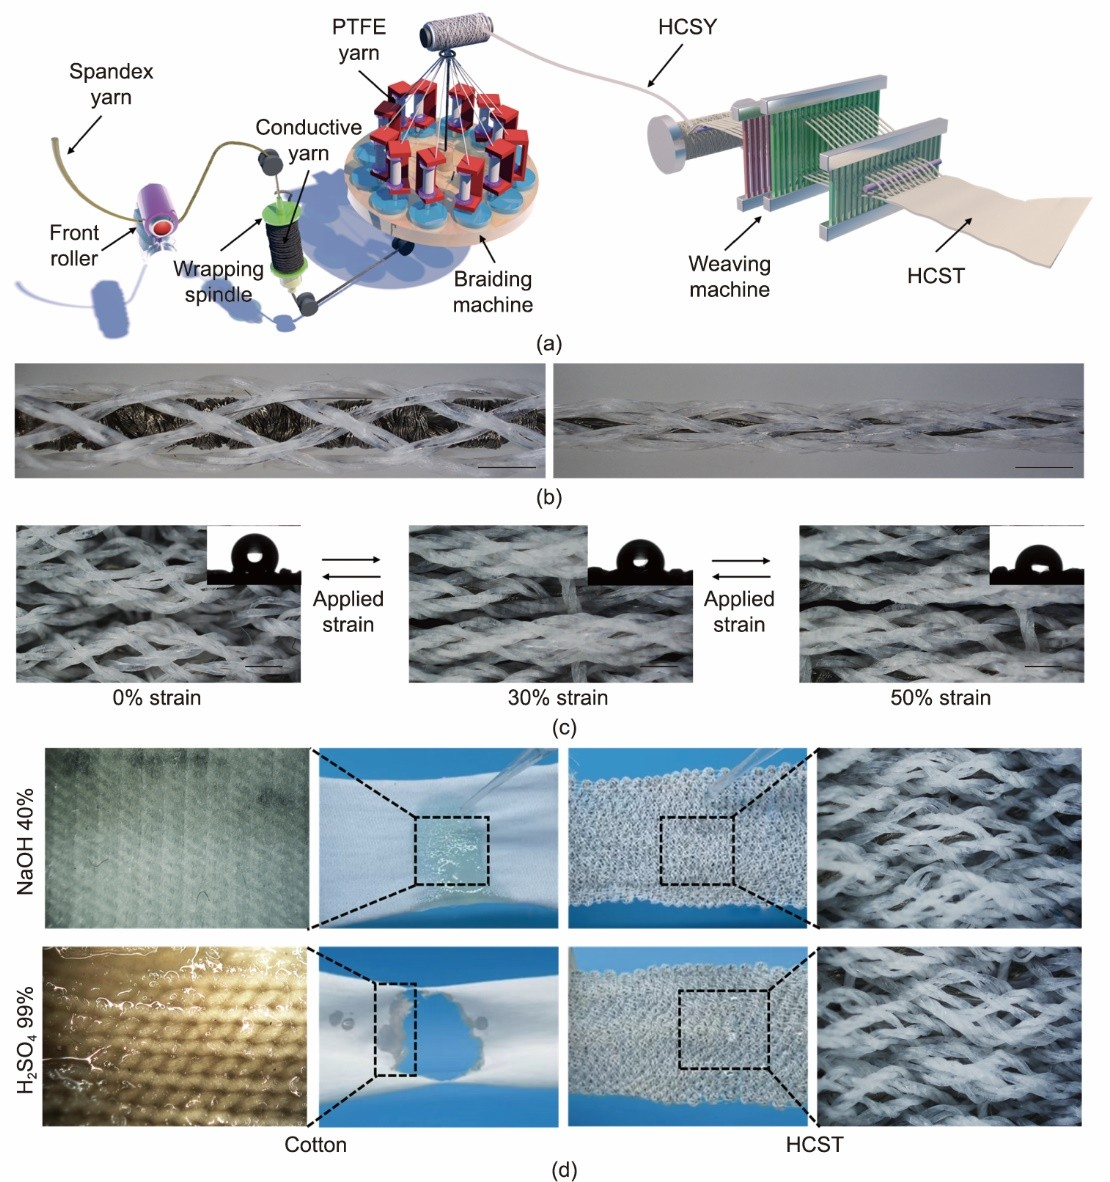 PTFE
yarn
HCSY
Spandex
yarn
Conductive
yarn
Front
roller
Wrapping
spindle
Braiding
machine
Weaving
machine
HCST
(a)
(b)
Applied
strain
Applied
strain
0% strain
30% strain
50% strain
(c)
NaOH 40%
H₂SO₄ 99%
Cotton
HCST
(d)